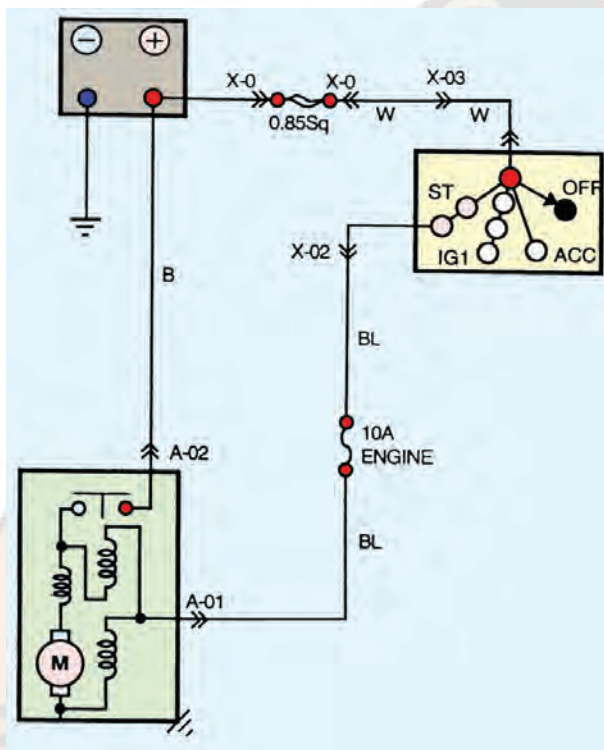 − +
X-0 X-0 X-03
0.85Sq W W
ST OFF
X-02 IG1 ACC
B
BL
10A
ENGINE
A-02
BL
A-01
M